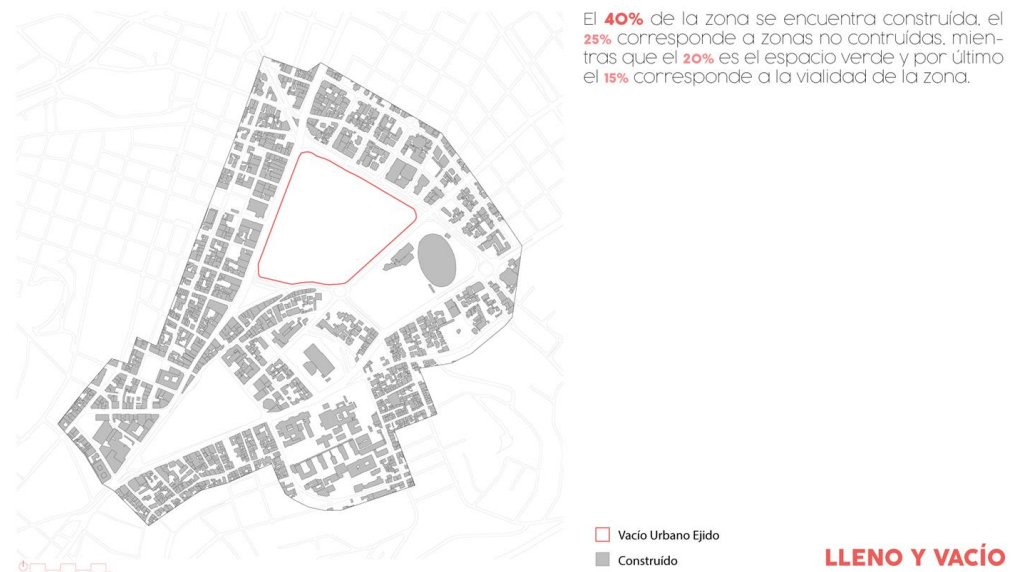 El 40% de la zona se encuentra construída, el
25% corresponde a zonas no contruídas, mien-
tras que el 20% es el espacio verde y por último
el 15% corresponde a la vialidad de la zona.
Vacío Urbano Ejido
Construído
LLENO Y VACÍO